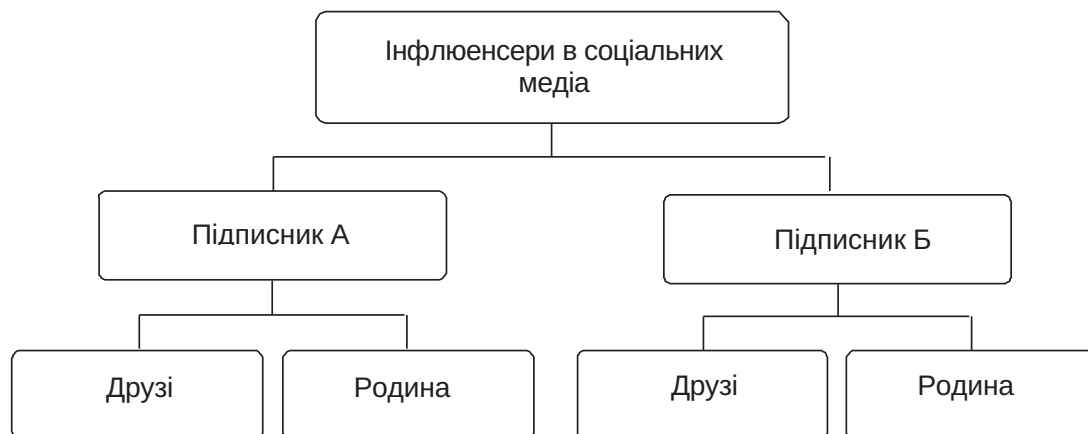 Інфлюенсери в соціальних
медіа
Підписник А
Підписник Б
Друзі
Родина
Друзі
Родина